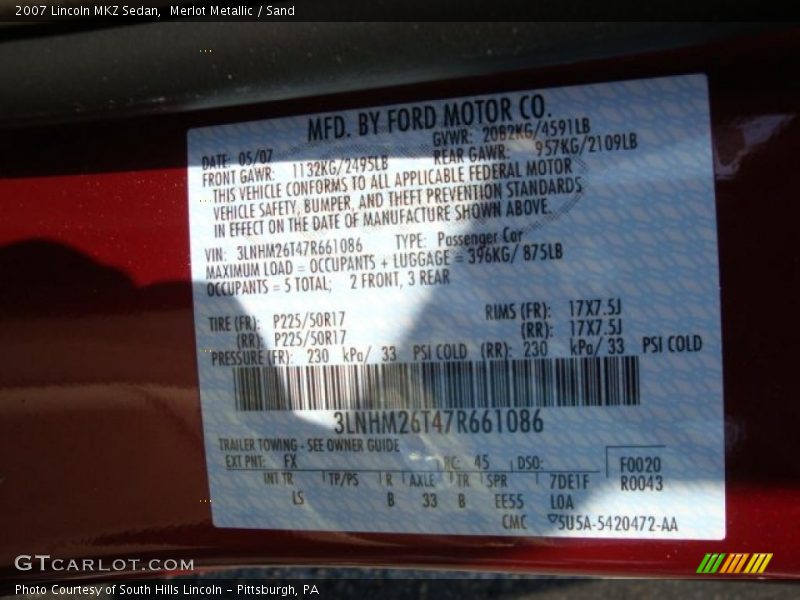 2007 Lincoln MKZ Sedan,  Merlot Metallic / Sand
MFD. BY FORD MOTOR CO.
DATE: 05/07 GVWR: 2082KG/4591LB
FRONT GAWR: 1132KG/2495LB REAR GAWR: 957KG/2109LB
THIS VEHICLE CONFORMS TO ALL APPLICABLE FEDERAL MOTOR
VEHICLE SAFETY, BUMPER, AND THEFT PREVENTION STANDARDS
IN EFFECT ON THE DATE OF MANUFACTURE SHOWN ABOVE.
VIN: 3LNHM26T47R661086 TYPE: Passenger Car
MAXIMUM LOAD = OCCUPANTS + LUGGAGE = 396KG/ 875LB
OCCUPANTS = 5 TOTAL; 2 FRONT, 3 REAR
TIRE (FR): P225/50R17 RIMS (FR): 17X7.5J
(RR): P225/50R17 (RR): 17X7.5J
PRESSURE (FR): 230 kPa/ 33 PSI COLD (RR): 230 kPa/ 33 PSI COLD
3LNHM26T47R661086
TRAILER TOWING - SEE OWNER GUIDE
EXT PNT: FX RC: 45 DSO: F0020
INT TR TP/PS R AXLE TR SPR 7DE1F R0043
LS B 33 B EE55 LOA
CMC 5U5A-5420472-AA
GTCARLOT.COM
Photo Courtesy of South Hills Lincoln - Pittsburgh, PA